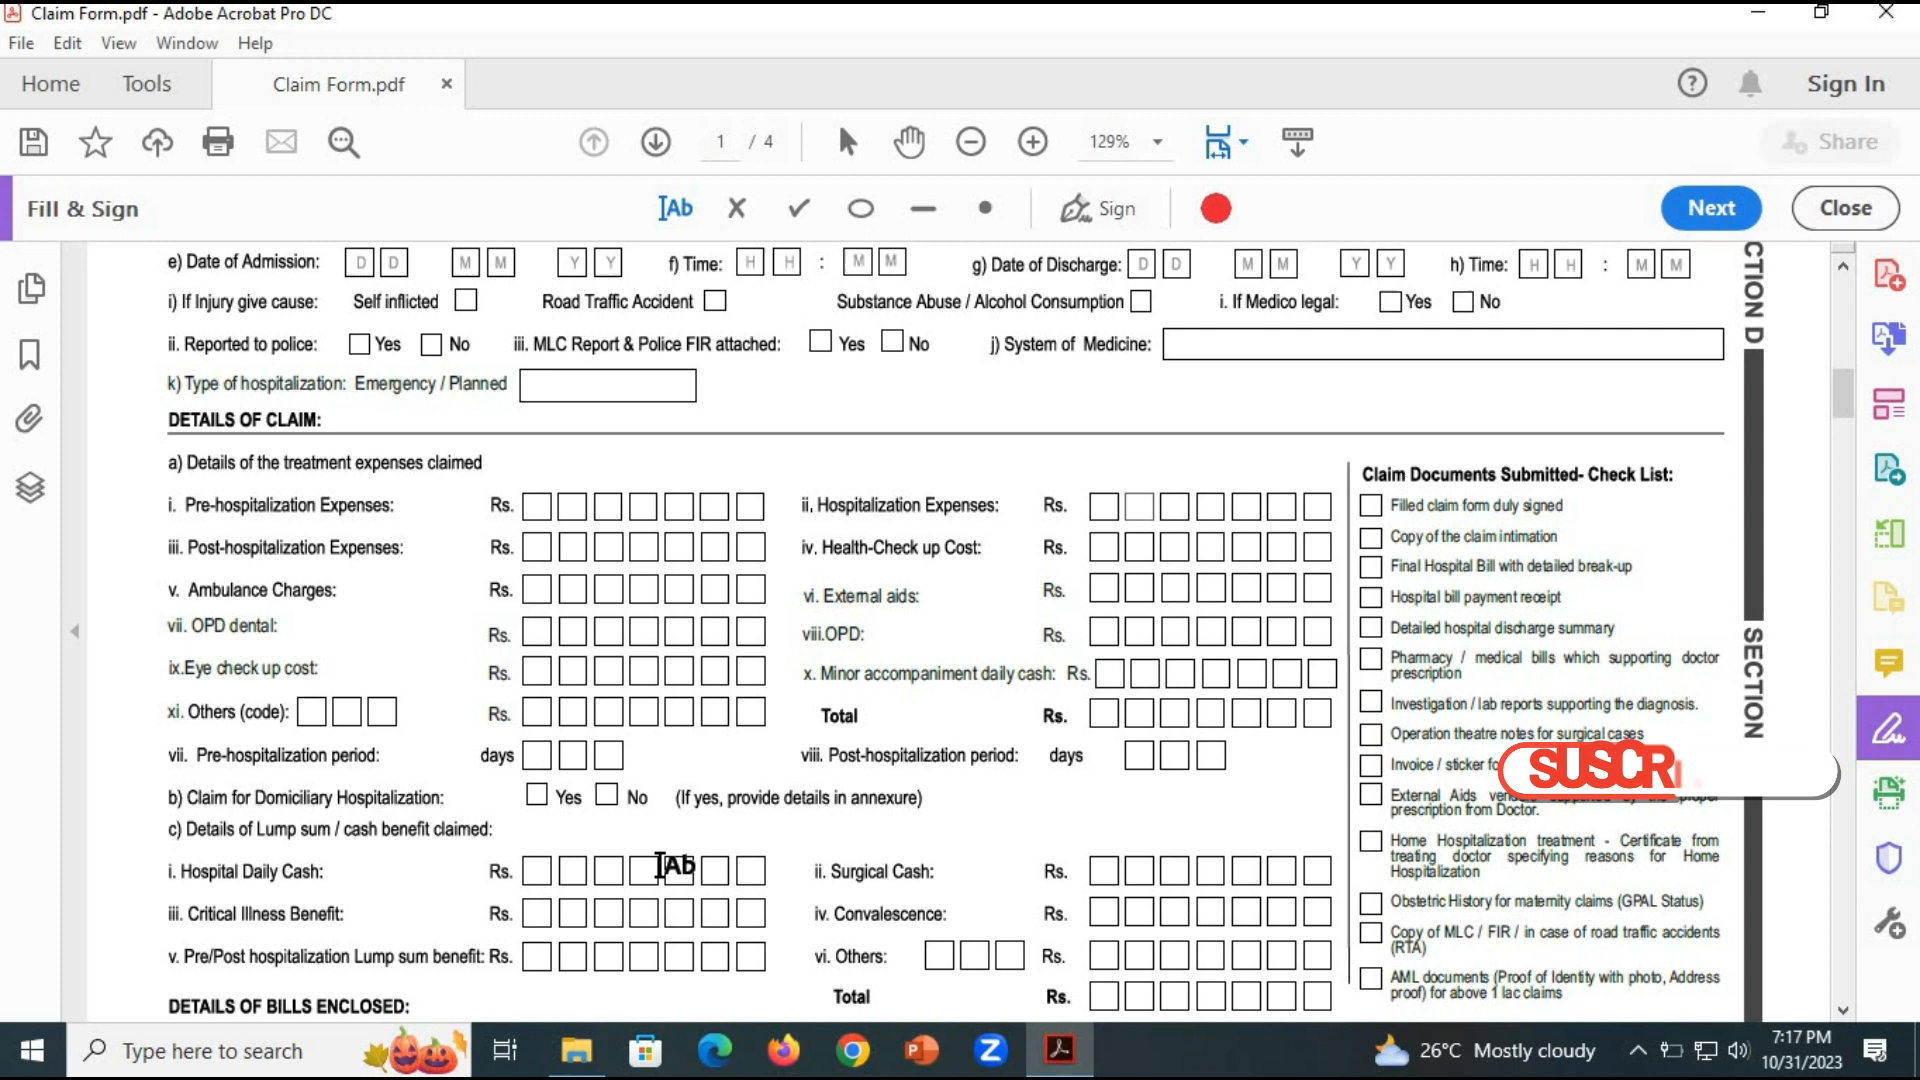 Claim Form.pdf - Adobe Acrobat Pro DC
File Edit View Window Help
Home Tools Claim Form.pdf × Sign In
1 / 4 129% Share
Fill & Sign Ab Sign Next Close
e) Date of Admission: D D M M Y Y f) Time: H H : M M g) Date of Discharge: D D M M Y Y h) Time: H H : M M
i) If Injury give cause: Self inflicted Road Traffic Accident Substance Abuse / Alcohol Consumption i. If Medico legal: Yes No
ii. Reported to police: Yes No iii. MLC Report & Police FIR attached: Yes No j) System of Medicine:
k) Type of hospitalization: Emergency / Planned
DETAILS OF CLAIM:
a) Details of the treatment expenses claimed
i. Pre-hospitalization Expenses: Rs. ii. Hospitalization Expenses: Rs.
iii. Post-hospitalization Expenses: Rs. iv. Health-Check up Cost: Rs.
v. Ambulance Charges: Rs. vi. External aids: Rs.
vii. OPD dental: Rs. viii.OPD: Rs.
ix.Eye check up cost: Rs. x. Minor accompaniment daily cash: Rs.
xi. Others (code): Rs. Total Rs.
vii. Pre-hospitalization period: days viii. Post-hospitalization period: days
b) Claim for Domiciliary Hospitalization: Yes No (If yes, provide details in annexure)
c) Details of Lump sum / cash benefit claimed:
i. Hospital Daily Cash: Rs. Ab ii. Surgical Cash: Rs.
iii. Critical Illness Benefit: Rs. iv. Convalescence: Rs.
v. Pre/Post hospitalization Lump sum benefit: Rs. vi. Others: Rs.
Total Rs.
DETAILS OF BILLS ENCLOSED:
Claim Documents Submitted- Check List:
Filled claim form duly signed
Copy of the claim intimation
Final Hospital Bill with detailed break-up
Hospital bill payment receipt
Detailed hospital discharge summary
Pharmacy / medical bills which supporting doctor
prescription
Investigation / lab reports supporting the diagnosis.
Operation theatre notes for surgical cases
Invoice / sticker
External Aids
prescription from Doctor.
Home Hospitalization treatment - Certificate from
treating doctor specifying reasons for Home
Hospitalization
Obstetric History for maternity claims (GPAL Status)
Copy of MLC / FIR / in case of road traffic accidents
(RTA)
AML documents (Proof of Identity with photo, Address
proof) for above 1 lac claims
CTION D
SECTION
SUSCRI
Type here to search 26°C Mostly cloudy 7:17 PM
10/31/2023